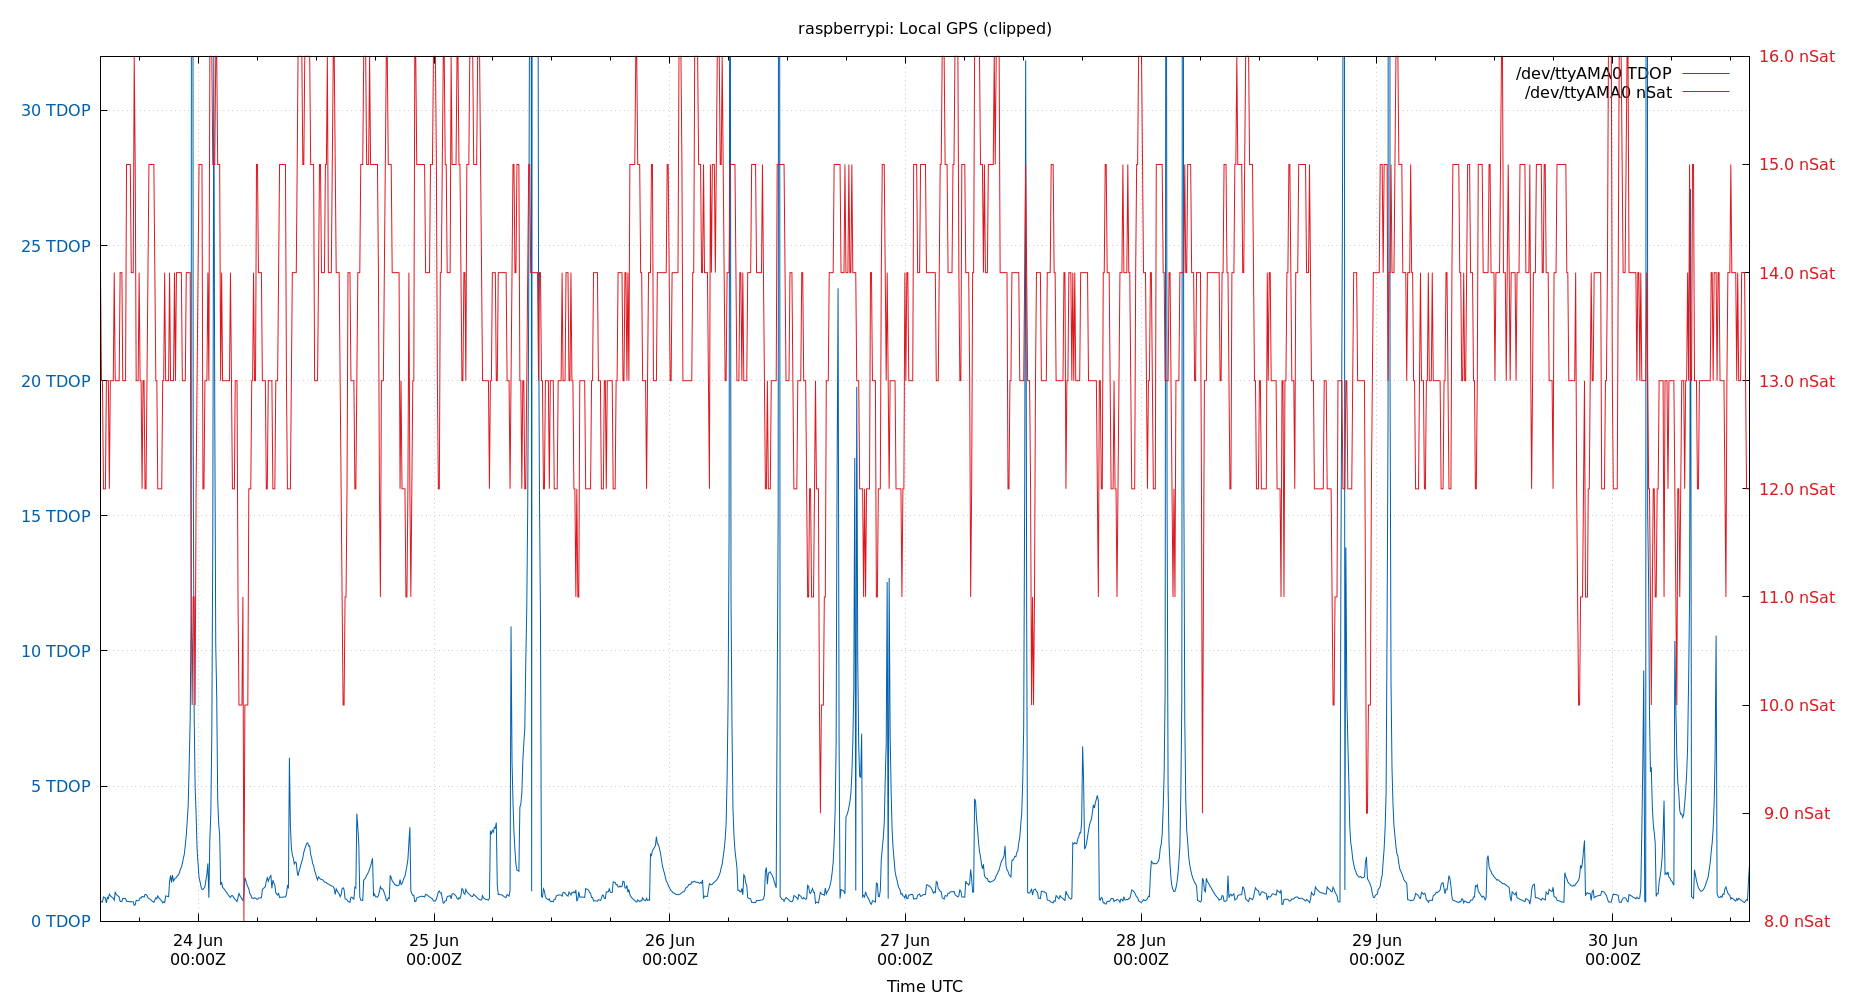 raspberrypi: Local GPS (clipped)
/dev/ttyAMA0 TDOP
/dev/ttyAMA0 nSat
30 TDOP
25 TDOP
20 TDOP
15 TDOP
10 TDOP
5 TDOP
0 TDOP
16.0 nSat
15.0 nSat
14.0 nSat
13.0 nSat
12.0 nSat
11.0 nSat
10.0 nSat
9.0 nSat
8.0 nSat
24 Jun 25 Jun 26 Jun 27 Jun 28 Jun 29 Jun 30 Jun
00:00Z 00:00Z 00:00Z 00:00Z 00:00Z 00:00Z 00:00Z
Time UTC